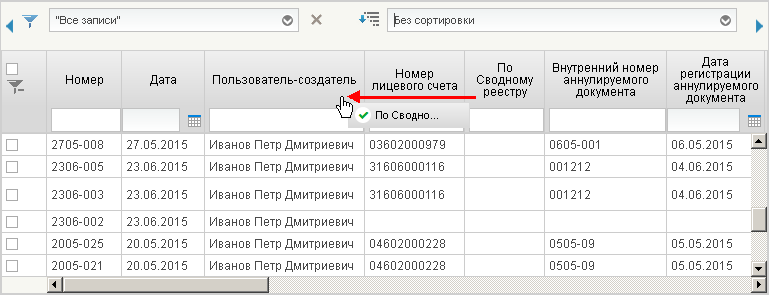 "Все записи" Без сортировки
Номер Дата Пользователь-создатель Номер лицевого счета По Сводному реестру Внутренний номер аннулируемого документа Дата регистрации аннулируемого документа
По Сводно...
2705-008 27.05.2015 Иванов Петр Дмитриевич 03602000979 0605-001 06.05.2015
2306-005 23.06.2015 Иванов Петр Дмитриевич 31606000116 001212 04.06.2015
2306-003 23.06.2015 Иванов Петр Дмитриевич 31606000116 001212 04.06.2015
2306-002 23.06.2015 Иванов Петр Дмитриевич
2005-025 20.05.2015 Иванов Петр Дмитриевич 04602000228 0505-09 05.05.2015
2005-021 20.05.2015 Иванов Петр Дмитриевич 04602000228 0505-09 05.05.2015